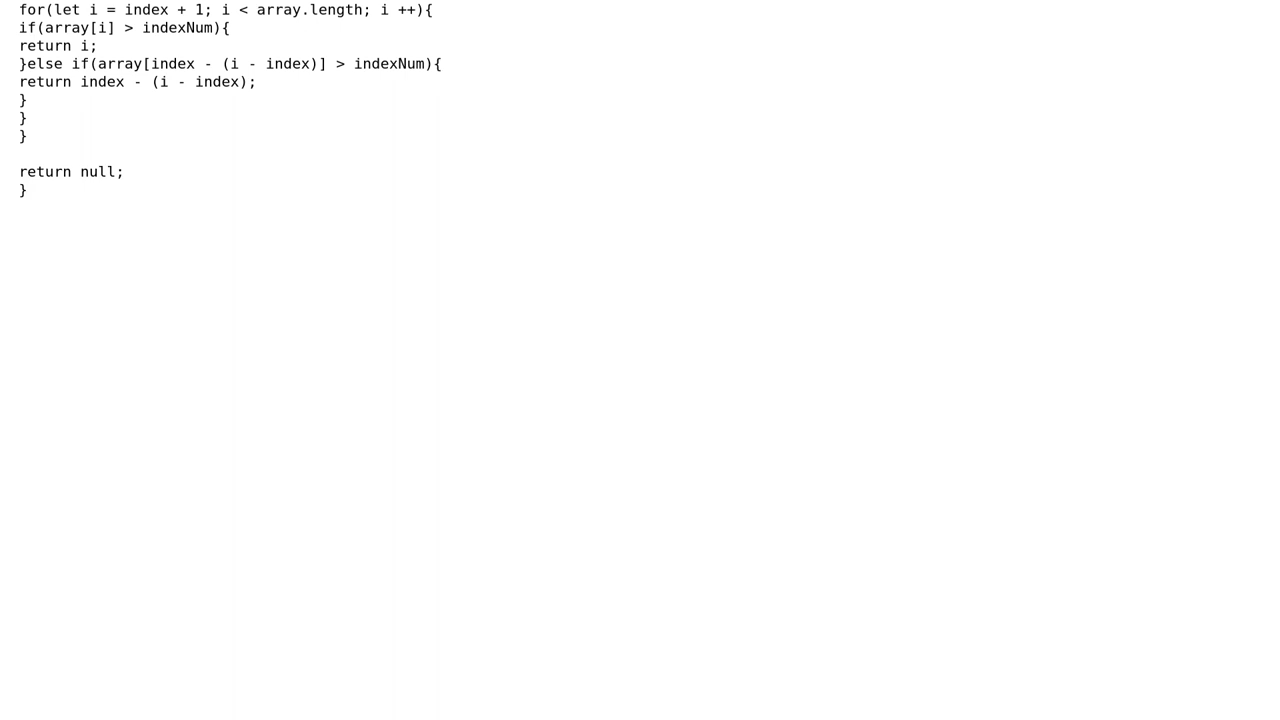 for(let i = index + 1; i < array.length; i ++){
if(array[i] > indexNum){
return i;
}else if(array[index - (i - index)] > indexNum){
return index - (i - index);
}
}
}

return null;
}